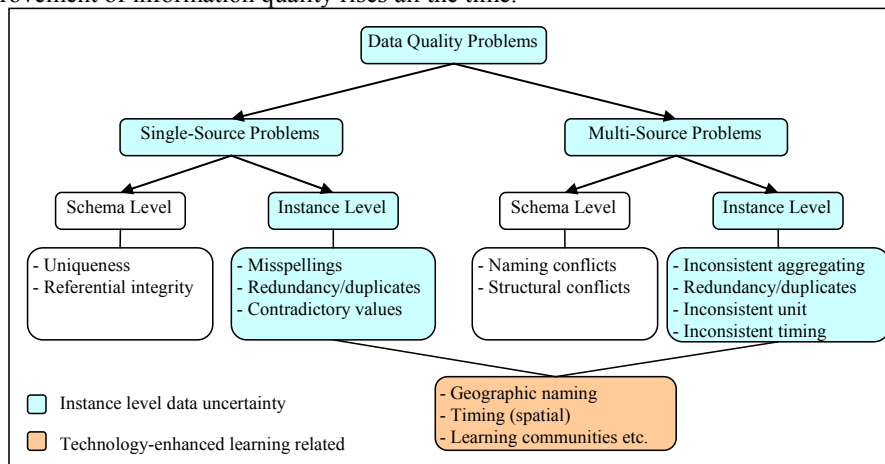 rovement of information quality rises all the time.
Data Quality Problems
Single-Source Problems
Multi-Source Problems
Schema Level
Instance Level
Schema Level
Instance Level
- Uniqueness
- Referential integrity
- Misspellings
- Redundancy/duplicates
- Contradictory values
- Naming conflicts
- Structural conflicts
- Inconsistent aggregating
- Redundancy/duplicates
- Inconsistent unit
- Inconsistent timing
- Geographic naming
- Timing (spatial)
- Learning communities etc.
Instance level data uncertainty
Technology-enhanced learning related